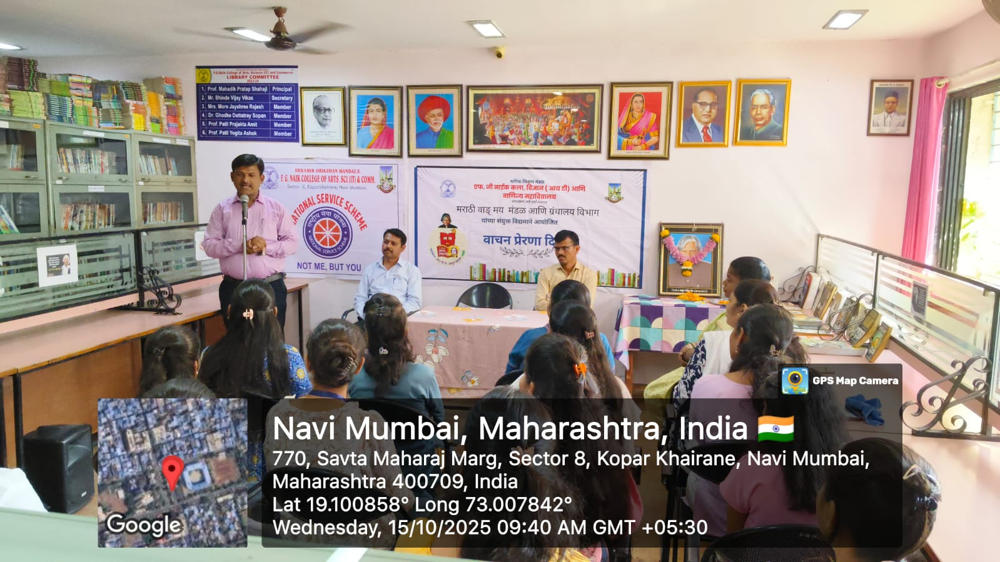 F.G.Naik College of Arts, Science (IT) and Commerce
LIBRARY COMMITTEE
2023-24
1. Prof. Mahadik Pratap Shahaji Principal
2. Mr. Shinde Vijay Vikas Secretary
3. Mrs. More Jayshree Rajesh Member
4. Dr. Ghodke Dattatray Sopan Member
5. Prof. Patil Prajakta Amit Member
6. Prof. Patil Yogita Ashok Member
SHRAMIK SHIKSHAN MANDAL'S
F. G. NAIK COLLEGE OF ARTS, SCI.(IT) & COMM.
Sector- 8, Koparkhairane, Navi Mumbai.
ATIONAL SERVICE SCHEME
राष्ट्रीय सेवा योजना
NATIONAL SERVICE SCHEME
NOT ME, BUT YOU
श्रमिक शिक्षण मंडळ
एफ. जी नाईक कला, विज्ञान ( आय टी) आणि
वाणिज्य महाविद्यालय
मराठी वाङ् मय मंडळ आणि ग्रंथालय विभाग
यांच्या संयुक्त विद्यमाने आयोजित
वाचन प्रेरणा दि
GPS Map Camera
Navi Mumbai, Maharashtra, India
770, Savta Maharaj Marg, Sector 8, Kopar Khairane, Navi Mumbai,
Maharashtra 400709, India
Lat 19.100858° Long 73.007842°
Wednesday, 15/10/2025 09:40 AM GMT +05:30
Google